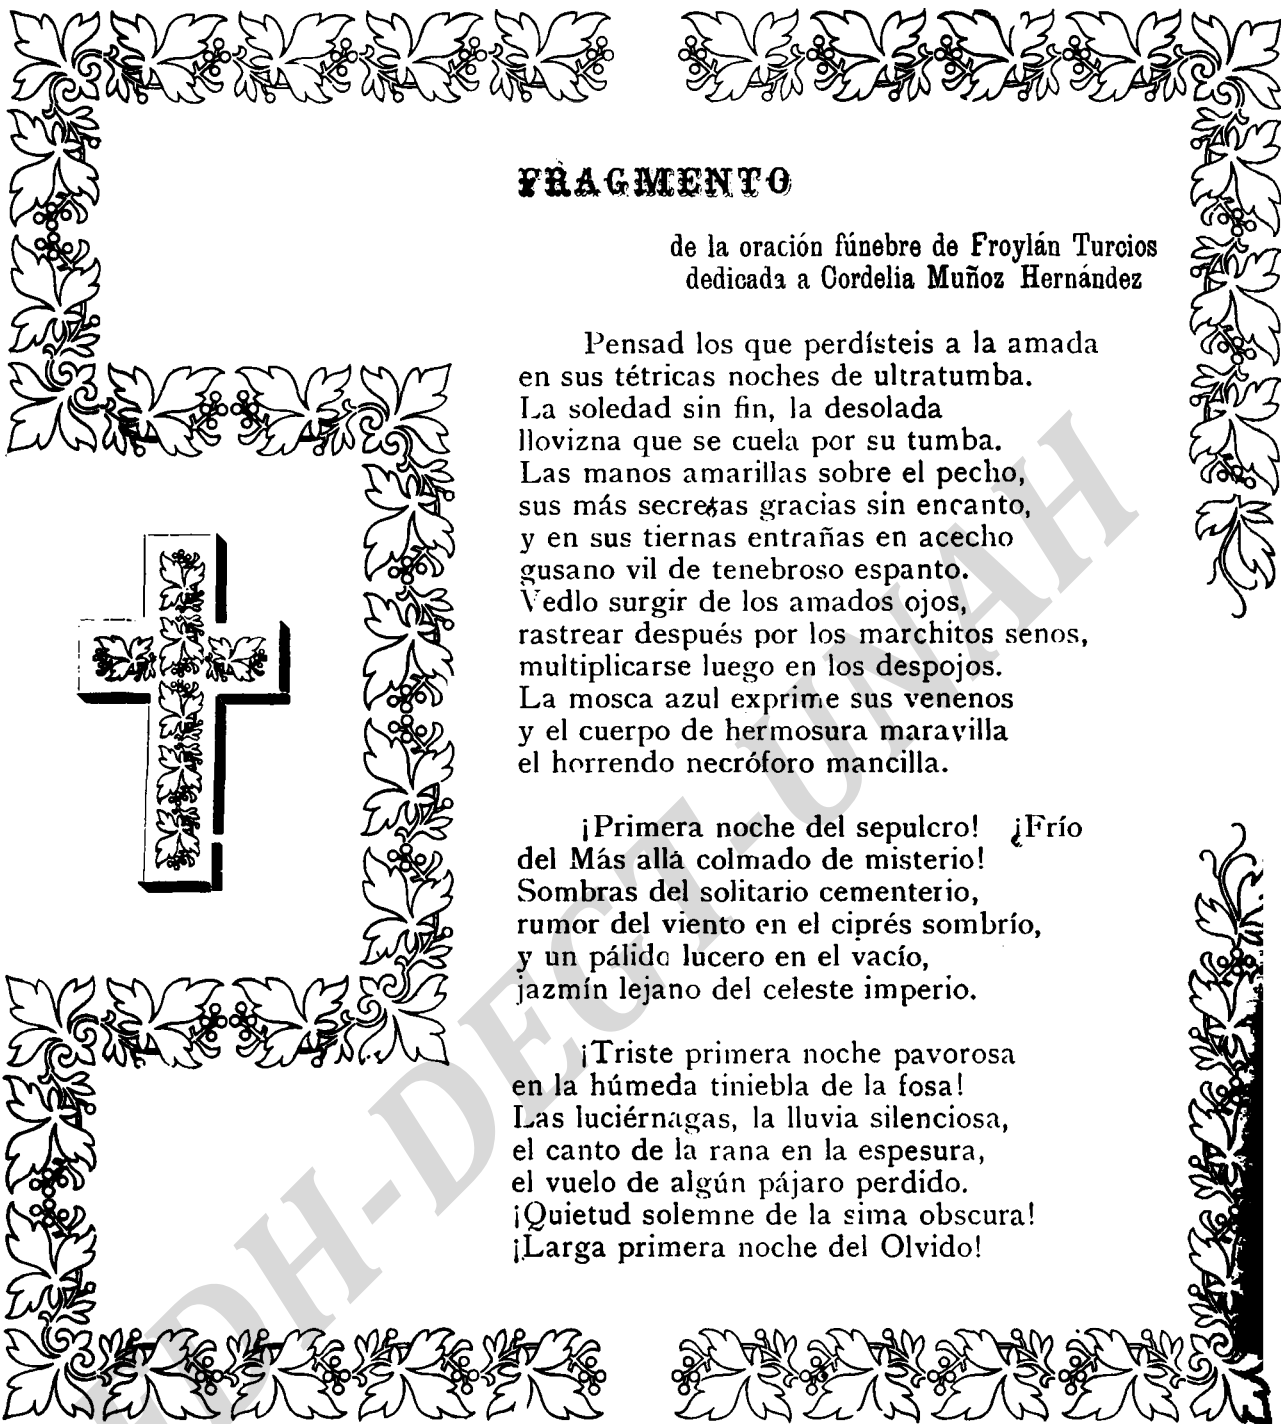 FRAGMENTO
de la oración fúnebre de Froylán Turcios
dedicada a Cordelia Muñoz Hernández
Pensad los que perdísteis a la amada
en sus tétricas noches de ultratumba.
La soledad sin fin, la desolada
llovizna que se cuela por su tumba.
Las manos amarillas sobre el pecho,
sus más secretas gracias sin encanto,
y en sus tiernas entrañas en acecho
gusano vil de tenebroso espanto.
Vedlo surgir de los amados ojos,
rastrear después por los marchitos senos,
multiplicarse luego en los despojos.
La mosca azul exprime sus venenos
y el cuerpo de hermosura maravilla
el horrendo necróforo mancilla.
¡Primera noche del sepulcro! ¡Frío
del Más allá colmado de misterio!
Sombras del solitario cementerio,
rumor del viento en el ciprés sombrío,
y un pálido lucero en el vacío,
jazmín lejano del celeste imperio.
¡Triste primera noche pavorosa
en la húmeda tiniebla de la fosa!
Las luciérnagas, la lluvia silenciosa,
el canto de la rana en la espesura,
el vuelo de algún pájaro perdido.
¡Quietud solemne de la sima obscura!
¡Larga primera noche del Olvido!
UDH-DEGT-UNAH